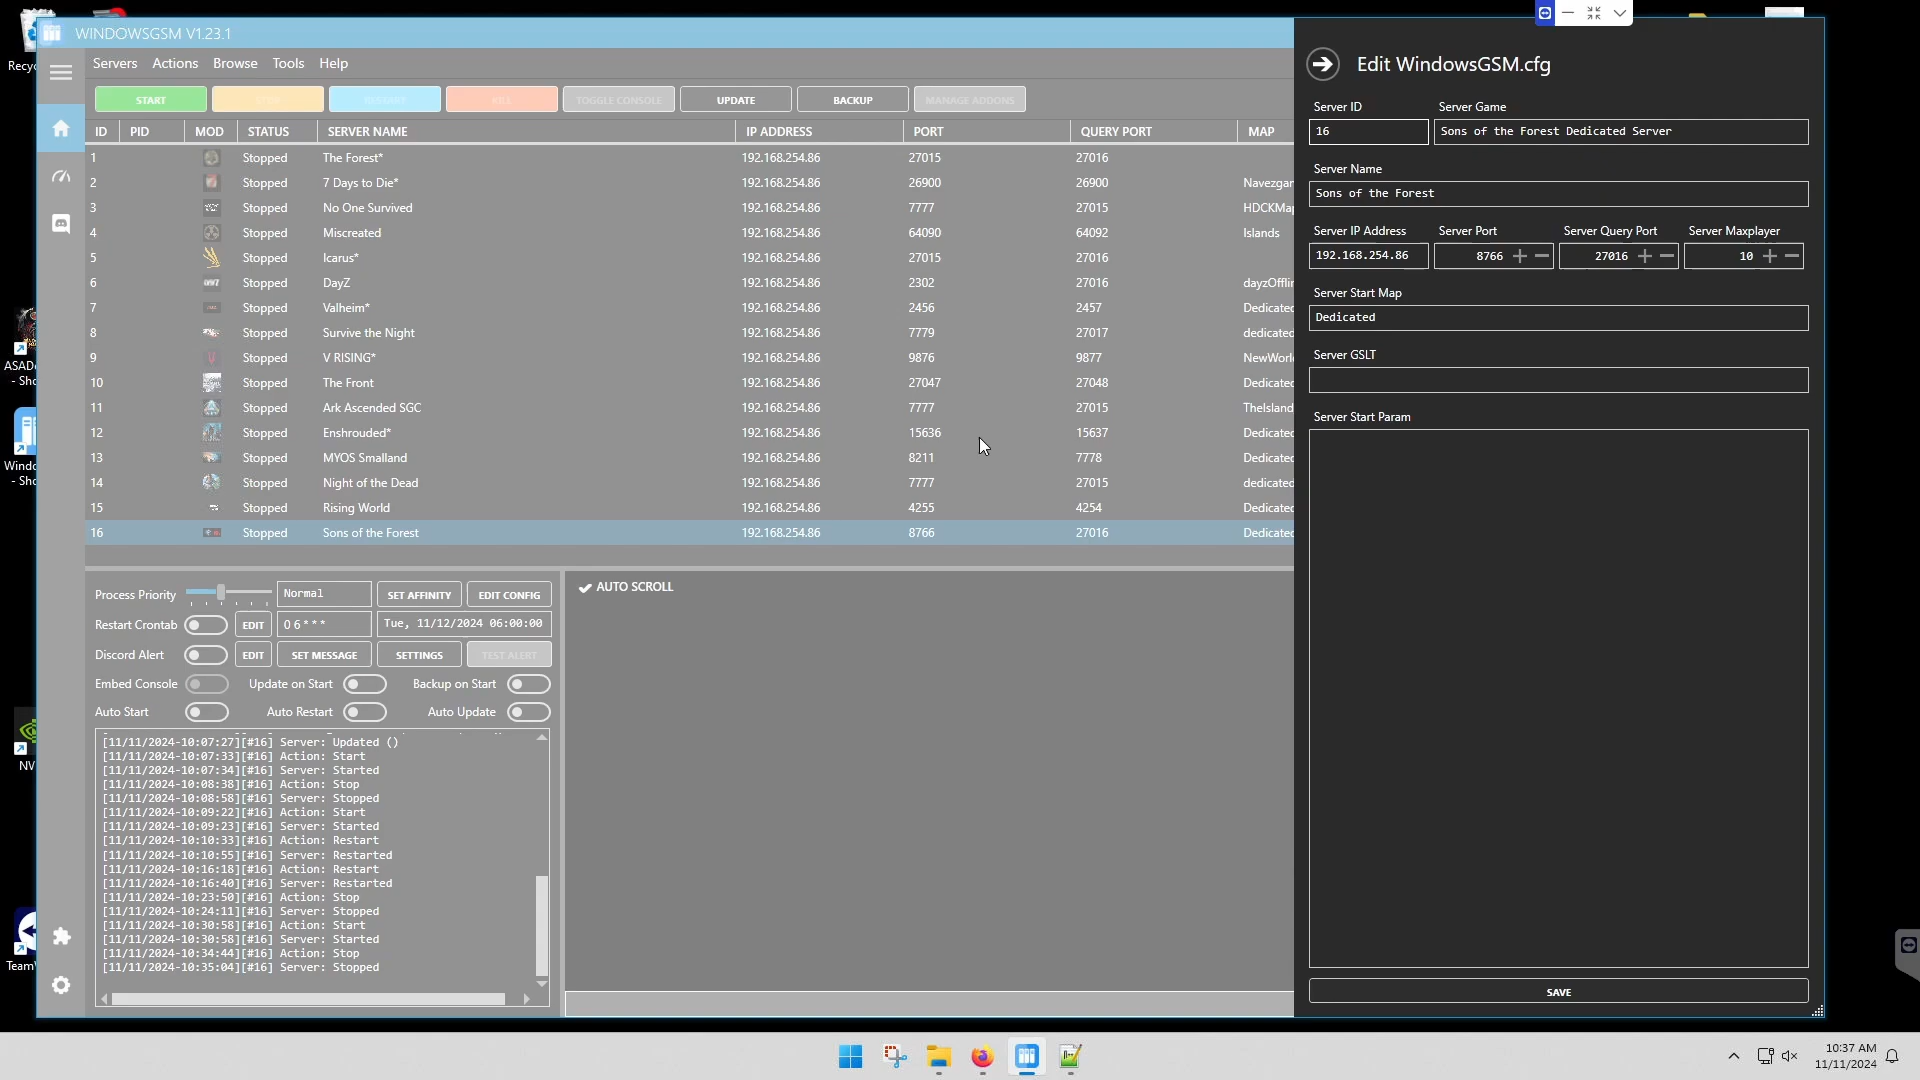 WINDOWSGSM V1.23.1
Servers Actions Browse Tools Help
START STOP RESTART KILL TOGGLE CONSOLE UPDATE BACKUP MANAGE ADDONS
ID PID MOD STATUS SERVER NAME IP ADDRESS PORT QUERY PORT MAP
1 Stopped The Forest* 192.168.254.86 27015 27016
2 Stopped 7 Days to Die* 192.168.254.86 26900 26900 Navezgan
3 Stopped No One Survived 192.168.254.86 7777 27015 HDCKMap
4 Stopped Miscreated 192.168.254.86 64090 64092 Islands
5 Stopped Icarus* 192.168.254.86 27015 27016
6 Stopped DayZ 192.168.254.86 2302 27016 dayzOfflin
7 Stopped Valheim* 192.168.254.86 2456 2457 Dedicated
8 Stopped Survive the Night 192.168.254.86 7779 27017 dedicated
9 Stopped V RISING* 192.168.254.86 9876 9877 NewWorl
10 Stopped The Front 192.168.254.86 27047 27048 Dedicated
11 Stopped Ark Ascended SGC 192.168.254.86 7777 27015 TheIsland
12 Stopped Enshrouded* 192.168.254.86 15636 15637 Dedicated
13 Stopped MYOS Smalland 192.168.254.86 8211 7778 Dedicated
14 Stopped Night of the Dead 192.168.254.86 7777 27015 dedicated
15 Stopped Rising World 192.168.254.86 4255 4254 Dedicated
16 Stopped Sons of the Forest 192.168.254.86 8766 27016 Dedicated
Process Priority Normal SET AFFINITY EDIT CONFIG
Restart Crontab EDIT 0 6 * * * Tue, 11/12/2024 06:00:00
Discord Alert EDIT SET MESSAGE SETTINGS TEST ALERT
Embed Console Update on Start Backup on Start
Auto Start Auto Restart Auto Update
[11/11/2024-10:07:27][#16] Server: Updated ()
[11/11/2024-10:07:33][#16] Action: Start
[11/11/2024-10:07:34][#16] Server: Started
[11/11/2024-10:08:38][#16] Action: Stop
[11/11/2024-10:08:58][#16] Server: Stopped
[11/11/2024-10:09:22][#16] Action: Start
[11/11/2024-10:09:23][#16] Server: Started
[11/11/2024-10:10:33][#16] Action: Restart
[11/11/2024-10:10:55][#16] Server: Restarted
[11/11/2024-10:16:18][#16] Action: Restart
[11/11/2024-10:16:40][#16] Server: Restarted
[11/11/2024-10:23:50][#16] Action: Stop
[11/11/2024-10:24:11][#16] Server: Stopped
[11/11/2024-10:30:58][#16] Action: Start
[11/11/2024-10:30:58][#16] Server: Started
[11/11/2024-10:34:44][#16] Action: Stop
[11/11/2024-10:35:04][#16] Server: Stopped
AUTO SCROLL
Edit WindowsGSM.cfg
Server ID Server Game
16 Sons of the Forest Dedicated Server
Server Name
Sons of the Forest
Server IP Address Server Port Server Query Port Server Maxplayer
192.168.254.86 8766 27016 10
Server Start Map
Dedicated
Server GSLT
Server Start Param
SAVE
Recyc
ASAD
- Sho
Windo
- Sho
NV
Team
10:37 AM
11/11/2024